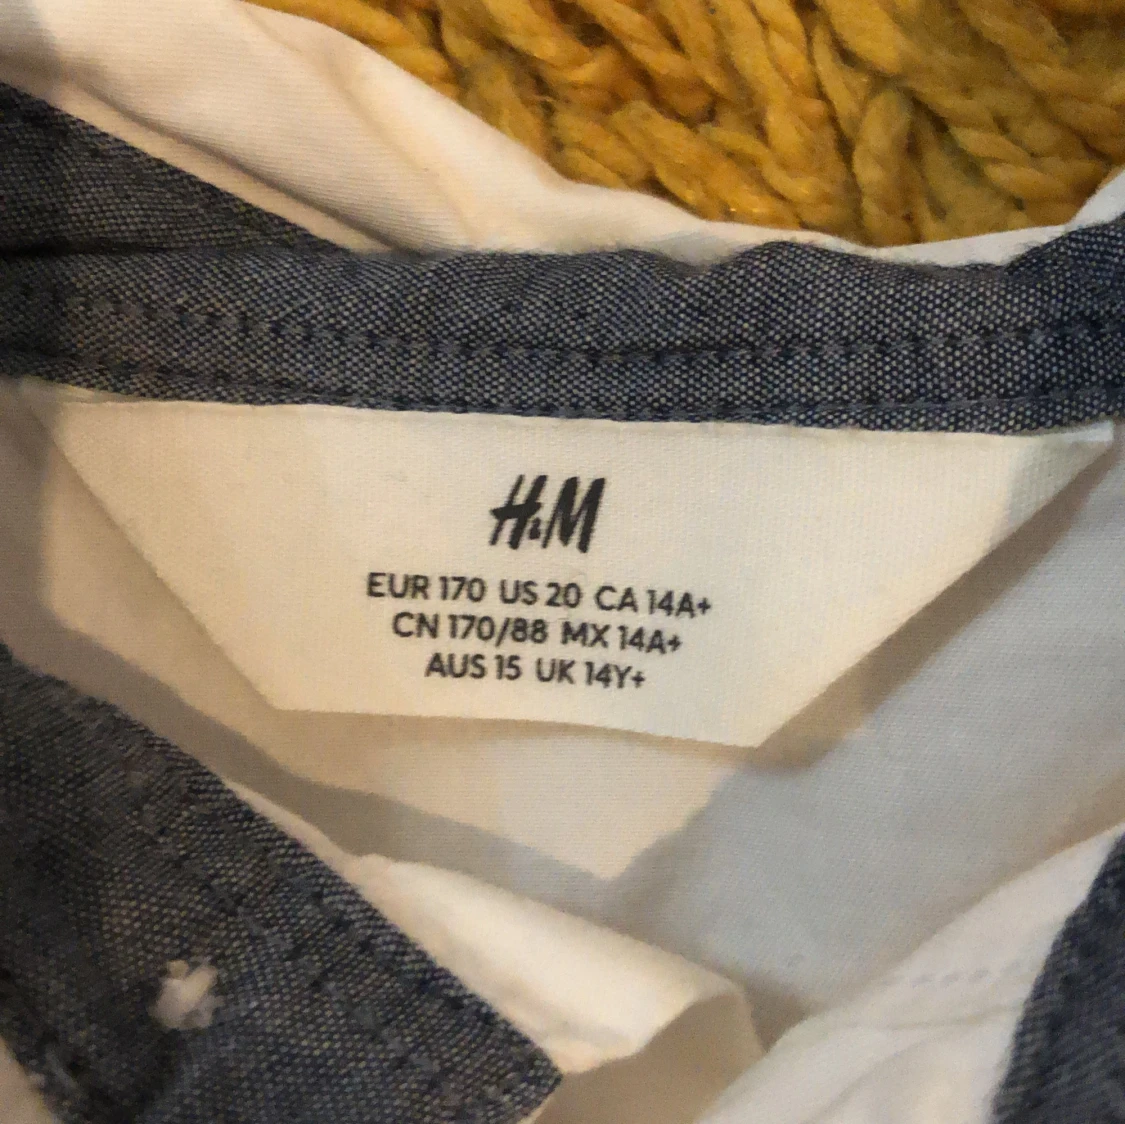 H&M
EUR 170 US 20 CA 14A+
CN 170/88 MX 14A+
AUS 15 UK 14Y+